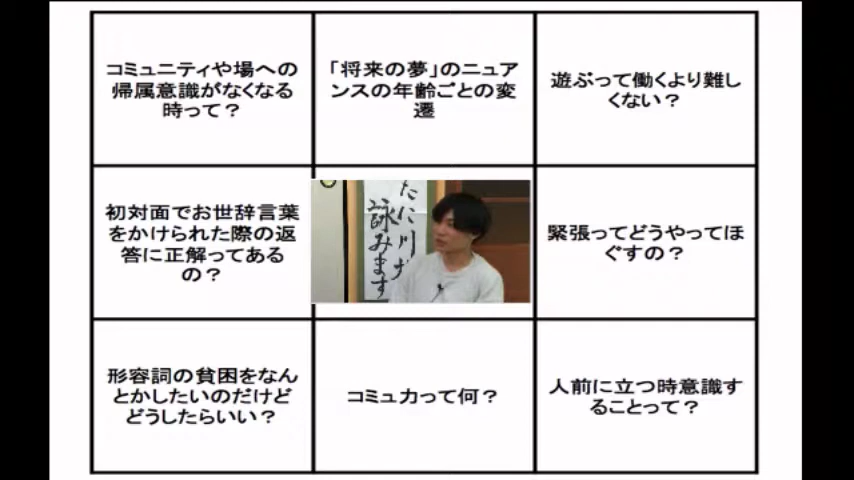 コミュニティや場への
帰属意識がなくなる
時って？
「将来の夢」のニュア
ンスの年齢ごとの変
遷
遊ぶって働くより難し
くない？
初対面でお世辞言葉
をかけられた際の返
答に正解ってある
の？
たに川が
詠みます
緊張ってどうやってほ
ぐすの？
形容詞の貧困をなん
とかしたいのだけど
どうしたらいい？
コミュ力って何？
人前に立つ時意識す
ることって？